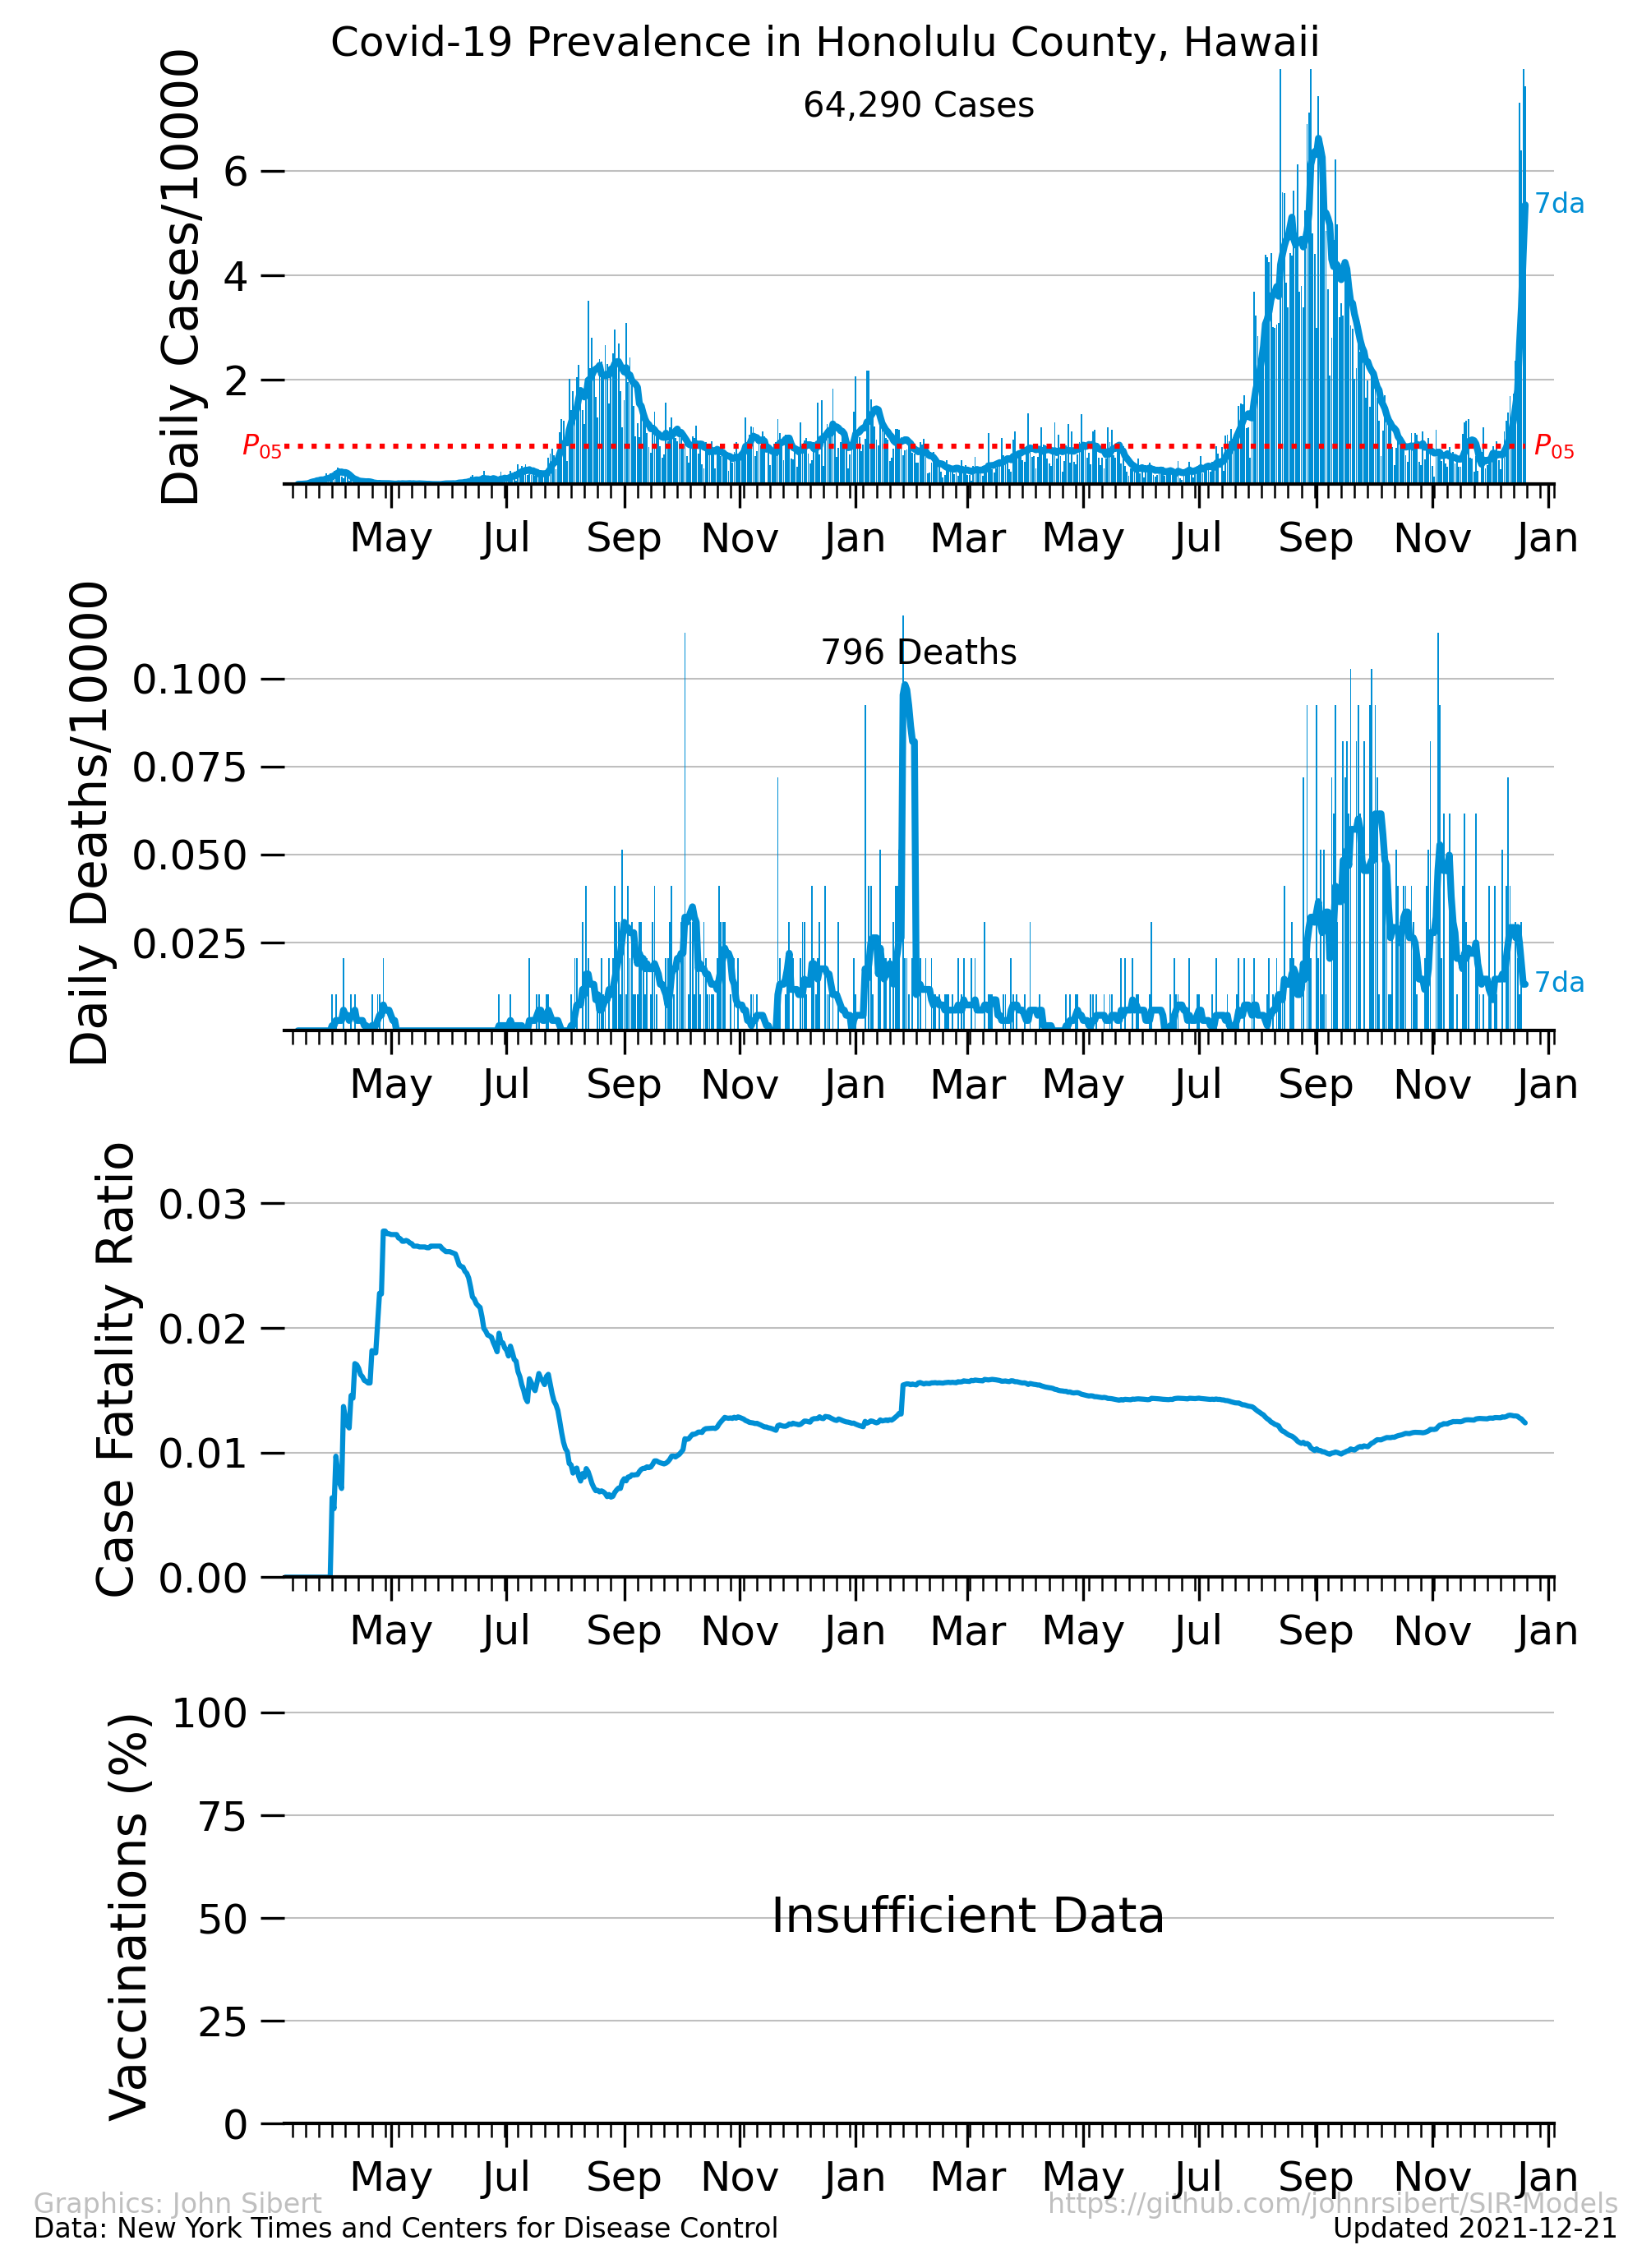 Covid-19 Prevalence in Honolulu County, Hawaii
64,290 Cases
Daily Cases/10000
6
4
2
7da
P05
P05
May Jul Sep Nov Jan Mar May Jul Sep Nov Jan
796 Deaths
Daily Deaths/10000
0.100
0.075
0.050
0.025
7da
May Jul Sep Nov Jan Mar May Jul Sep Nov Jan
Case Fatality Ratio
0.03
0.02
0.01
0.00
May Jul Sep Nov Jan Mar May Jul Sep Nov Jan
Vaccinations (%)
100
75
50
25
0
Insufficient Data
May Jul Sep Nov Jan Mar May Jul Sep Nov Jan
Graphics: John Sibert
https://github.com/johnrsibert/SIR-Models
Data: New York Times and Centers for Disease Control
Updated 2021-12-21